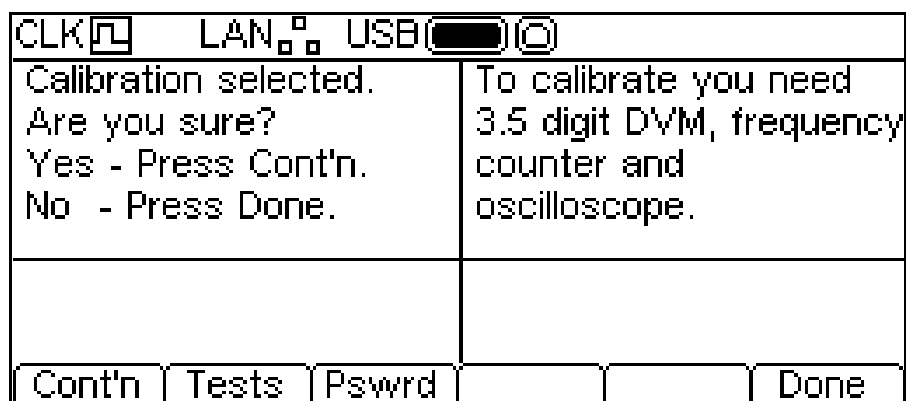 CLK LAN USB
Calibration selected.
Are you sure?
Yes - Press Cont'n.
No - Press Done.
To calibrate you need
3.5 digit DVM, frequency
counter and
oscilloscope.
Cont'n Tests Pswrd Done